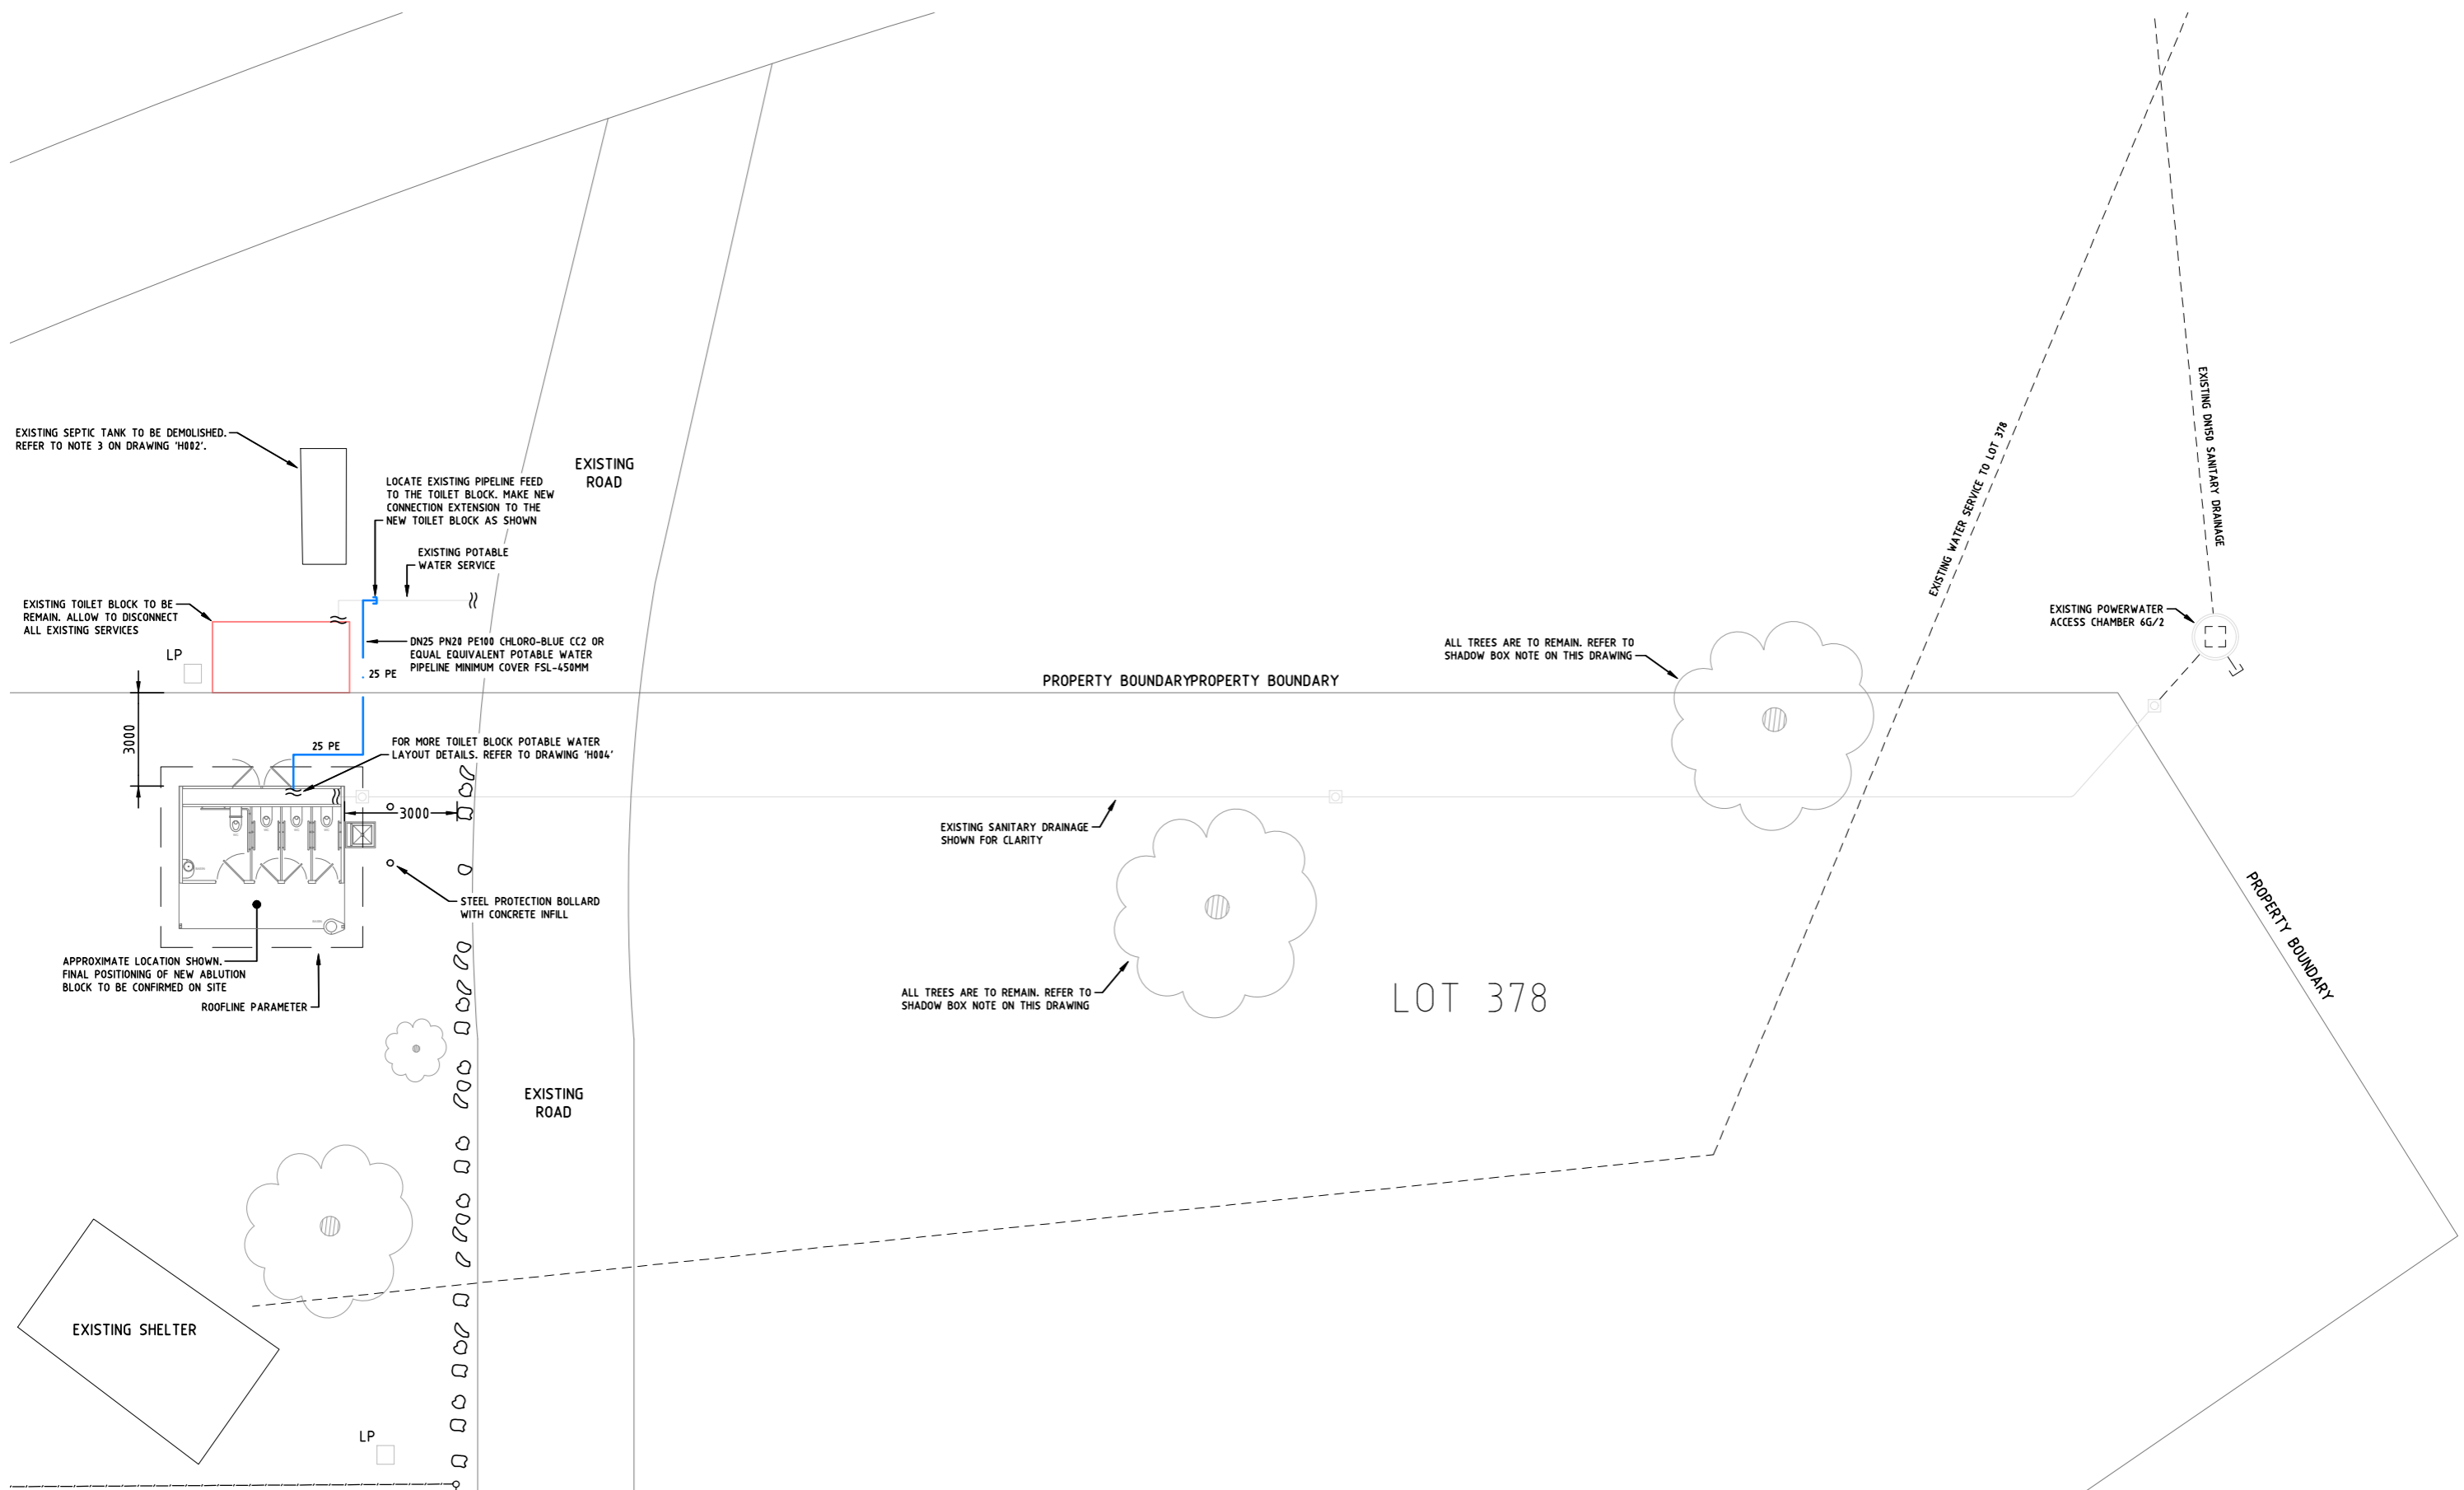 EXISTING SEPTIC TANK TO BE DEMOLISHED.
REFER TO NOTE 3 ON DRAWING 'H002'.
EXISTING
ROAD
LOCATE EXISTING PIPELINE FEED
TO THE TOILET BLOCK. MAKE NEW
CONNECTION EXTENSION TO THE
NEW TOILET BLOCK AS SHOWN
EXISTING POTABLE
WATER SERVICE
EXISTING TOILET BLOCK TO BE
REMAIN. ALLOW TO DISCONNECT
ALL EXISTING SERVICES
LP
DN25 PN20 PE100 CHLORO-BLUE CC2 OR
EQUAL EQUIVALENT POTABLE WATER
PIPELINE MINIMUM COVER FSL-450MM
25 PE
EXISTING WATER SERVICE TO LOT 378
EXISTING DN150 SANITARY DRAINAGE
EXISTING POWERWATER
ACCESS CHAMBER 6G/2
ALL TREES ARE TO REMAIN. REFER TO
SHADOW BOX NOTE ON THIS DRAWING
PROPERTY BOUNDARYPROPERTY BOUNDARY
3000
25 PE
FOR MORE TOILET BLOCK POTABLE WATER
LAYOUT DETAILS. REFER TO DRAWING 'H004'
3000
EXISTING SANITARY DRAINAGE
SHOWN FOR CLARITY
STEEL PROTECTION BOLLARD
WITH CONCRETE INFILL
PROPERTY BOUNDARY
APPROXIMATE LOCATION SHOWN.
FINAL POSITIONING OF NEW ABLUTION
BLOCK TO BE CONFIRMED ON SITE
ROOFLINE PARAMETER
ALL TREES ARE TO REMAIN. REFER TO
SHADOW BOX NOTE ON THIS DRAWING
LOT 378
EXISTING
ROAD
EXISTING SHELTER
LP